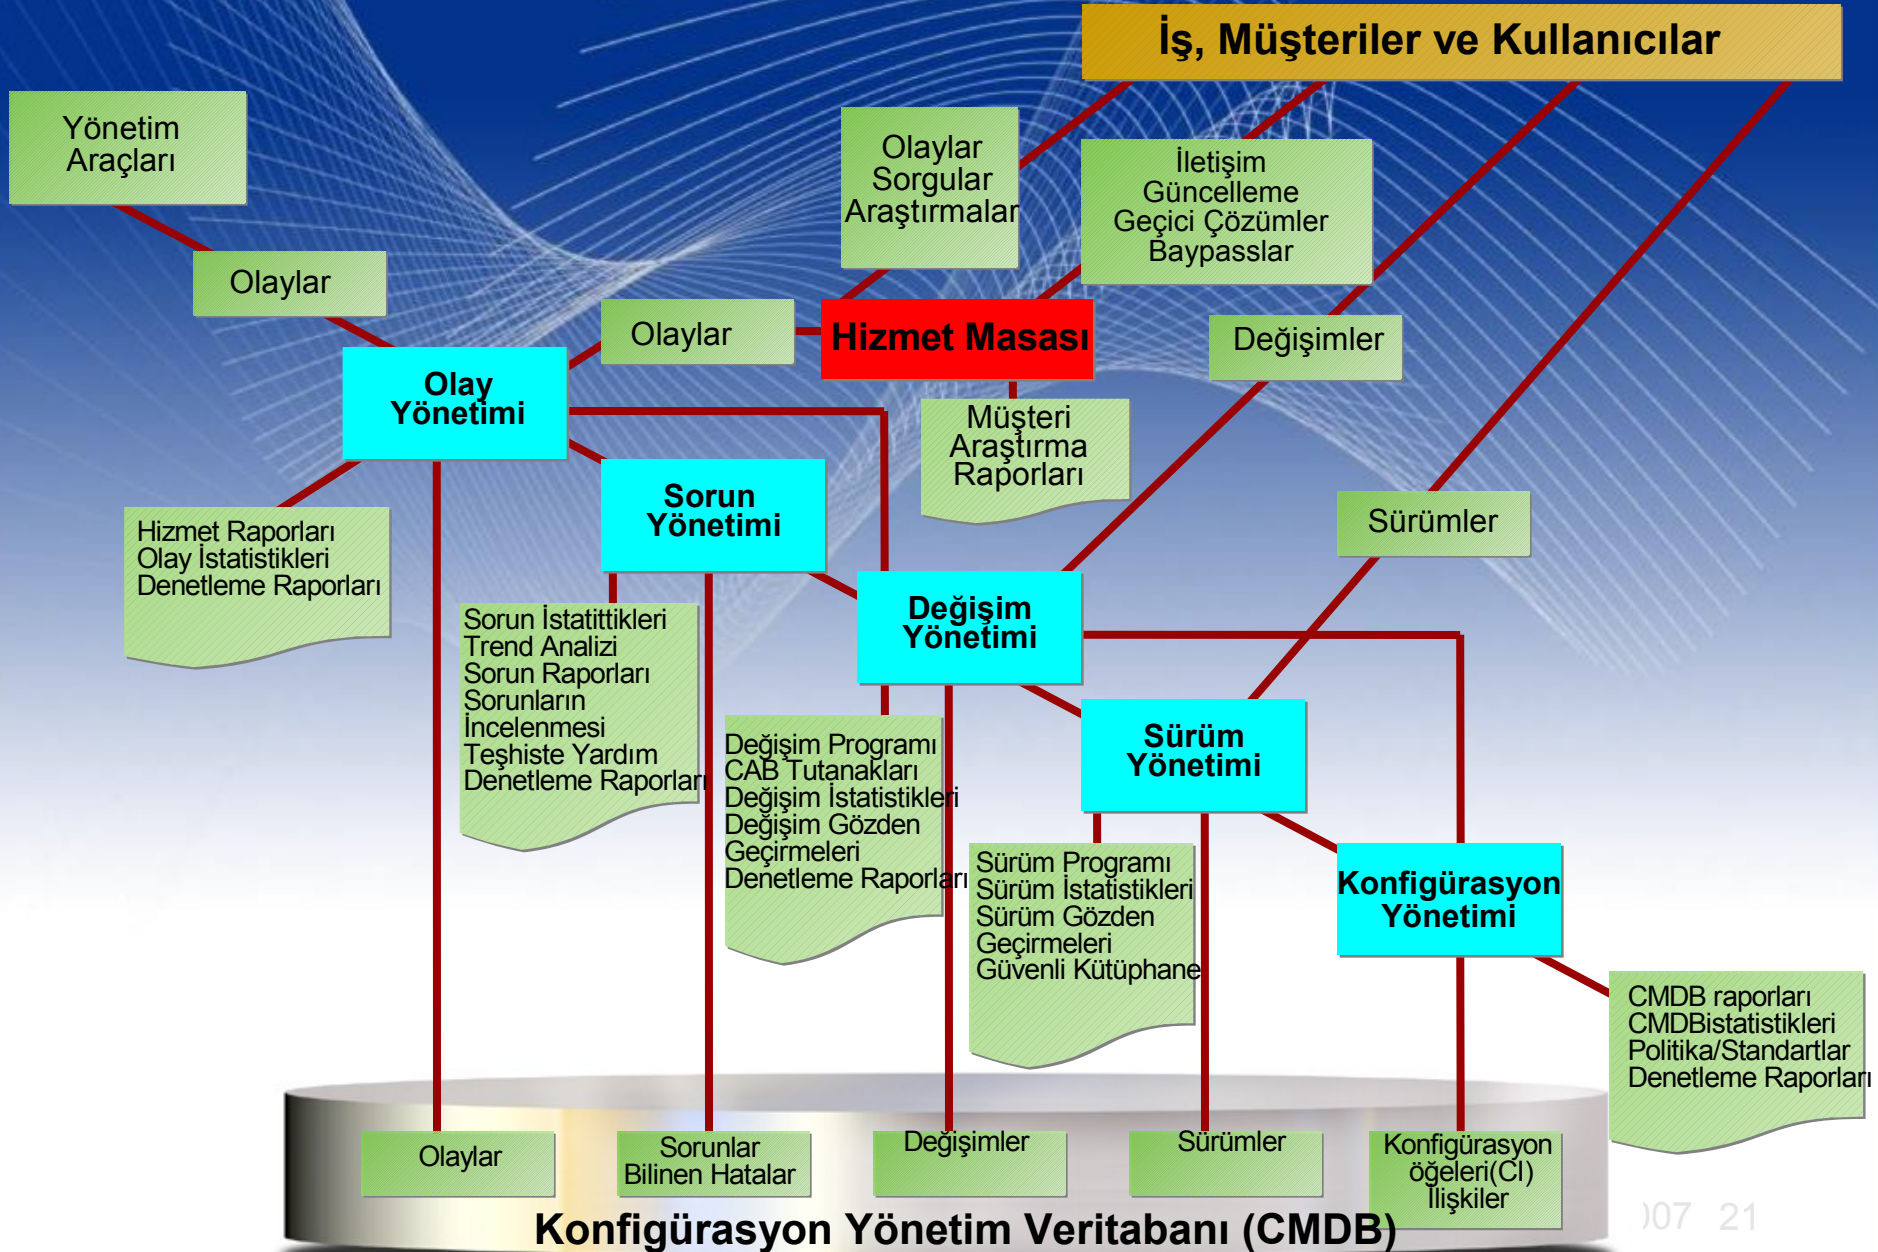 İş, Müşteriler ve Kullanıcılar
Yönetim
Araçları
Olaylar
Sorgular
Araştırmalar
İletişim
Güncelleme
Geçici Çözümler
Baypasslar
Olaylar
Olaylar
Hizmet Masası
Değişimler
Olay
Yönetimi
Müşteri
Araştırma
Raporları
Sorun
Yönetimi
Sürümler
Hizmet Raporları
Olay İstatistikleri
Denetleme Raporları
Sorun İstatittikleri
Trend Analizi
Sorun Raporları
Sorunların
İncelenmesi
Teşhiste Yardım
Denetleme Raporları
Değişim
Yönetimi
Değişim Programı
CAB Tutanakları
Değişim İstatistikleri
Değişim Gözden
Geçirmeleri
Denetleme Raporları
Sürüm
Yönetimi
Sürüm Programı
Sürüm İstatistikleri
Sürüm Gözden
Geçirmeleri
Güvenli Kütüphane
Konfigürasyon
Yönetimi
CMDB raporları
CMDBistatistikleri
Politika/Standartlar
Denetleme Raporları
Olaylar
Sorunlar
Bilinen Hatalar
Değişimler
Sürümler
Konfigürasyon
öğeleri(CI)
İlişkiler
Konfigürasyon Yönetim Veritabanı (CMDB)
21